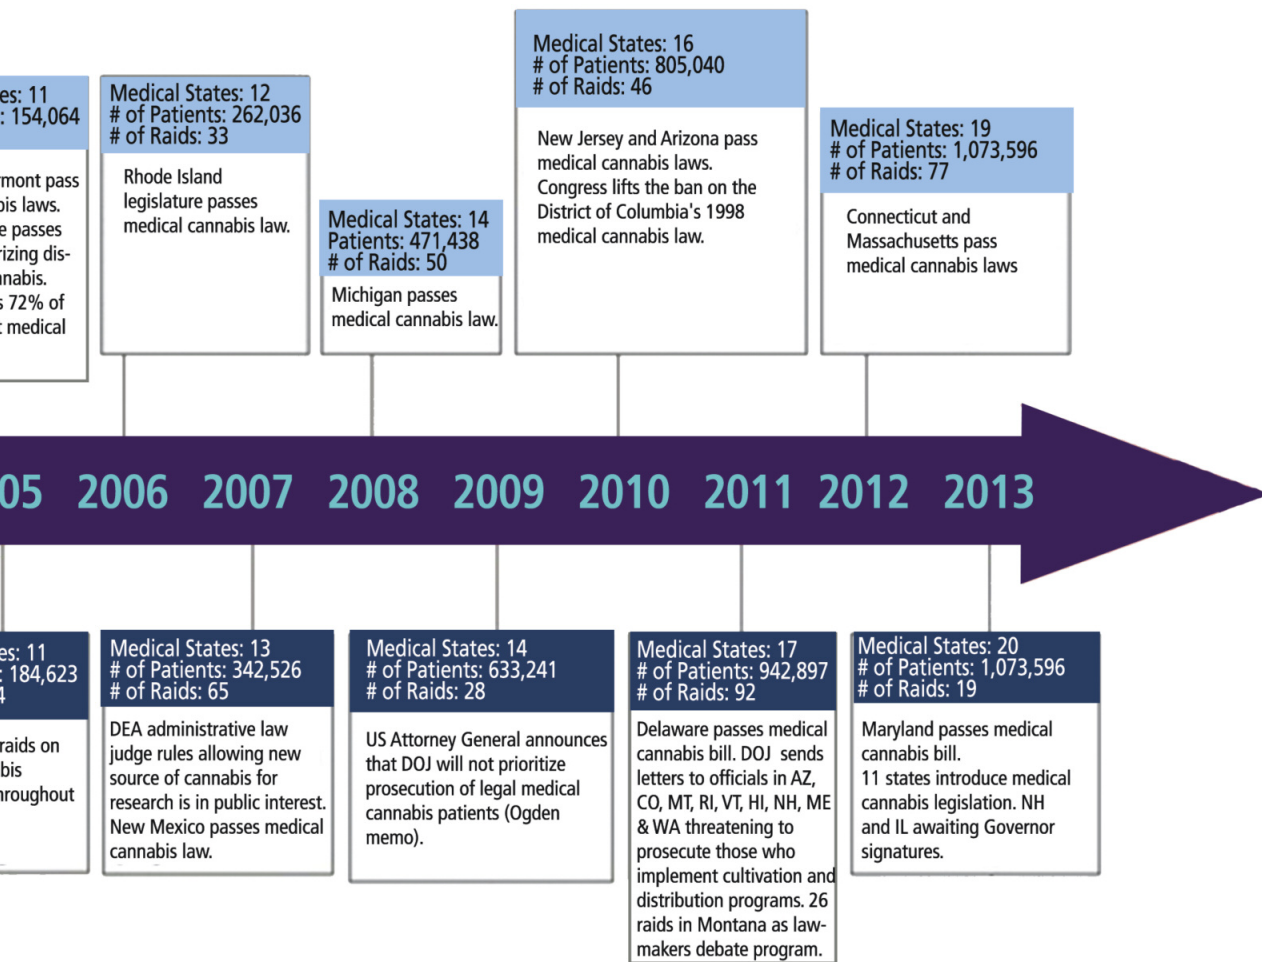 es: 11
: 154,064
rmont pass
bis laws.
e passes
rizing dis-
nnabis.
s 72% of
t medical
Medical States: 12
# of Patients: 262,036
# of Raids: 33
Rhode Island
legislature passes
medical cannabis law.
Medical States: 14
Patients: 471,438
# of Raids: 50
Michigan passes
medical cannabis law.
Medical States: 16
# of Patients: 805,040
# of Raids: 46
New Jersey and Arizona pass
medical cannabis laws.
Congress lifts the ban on the
District of Columbia's 1998
medical cannabis law.
Medical States: 19
# of Patients: 1,073,596
# of Raids: 77
Connecticut and
Massachusetts pass
medical cannabis laws
05 2006 2007 2008 2009 2010 2011 2012 2013
es: 11
: 184,623
4
raids on
bis
hroughout
Medical States: 13
# of Patients: 342,526
# of Raids: 65
DEA administrative law
judge rules allowing new
source of cannabis for
research is in public interest.
New Mexico passes medical
cannabis law.
Medical States: 14
# of Patients: 633,241
# of Raids: 28
US Attorney General announces
that DOJ will not prioritize
prosecution of legal medical
cannabis patients (Ogden
memo).
Medical States: 17
# of Patients: 942,897
# of Raids: 92
Delaware passes medical
cannabis bill. DOJ sends
letters to officials in AZ,
CO, MT, RI, VT, HI, NH, ME
& WA threatening to
prosecute those who
implement cultivation and
distribution programs. 26
raids in Montana as law-
makers debate program.
Medical States: 20
# of Patients: 1,073,596
# of Raids: 19
Maryland passes medical
cannabis bill.
11 states introduce medical
cannabis legislation. NH
and IL awaiting Governor
signatures.